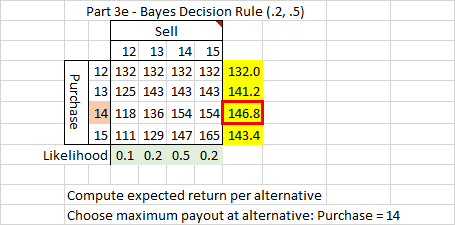 Part 3e - Bayes Decision Rule (.2, .5)
Sell
12 13 14 15
Purchase
12 132 132 132 132 132.0
13 125 143 143 143 141.2
14 118 136 154 154 146.8
15 111 129 147 165 143.4
Likelihood 0.1 0.2 0.5 0.2
Compute expected return per alternative
Choose maximum payout at alternative: Purchase = 14